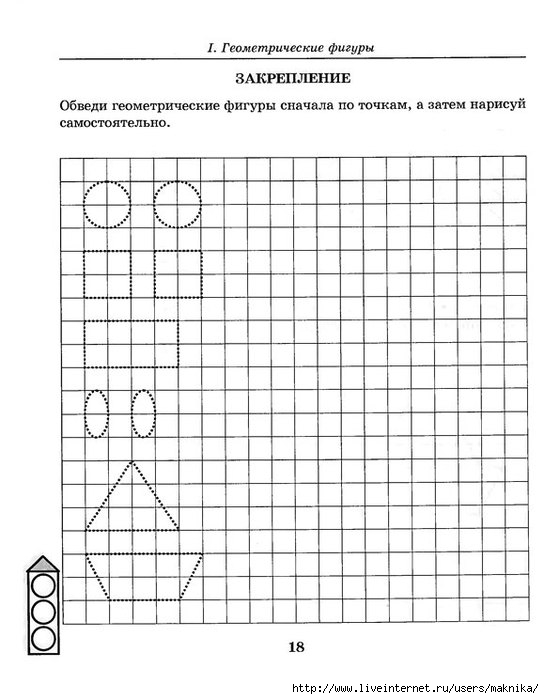 I. Геометрические фигуры
ЗАКРЕПЛЕНИЕ
Обведи геометрические фигуры сначала по точкам, а затем нарисуй
самостоятельно.
18
http://www.liveinternet.ru/users/maknika/